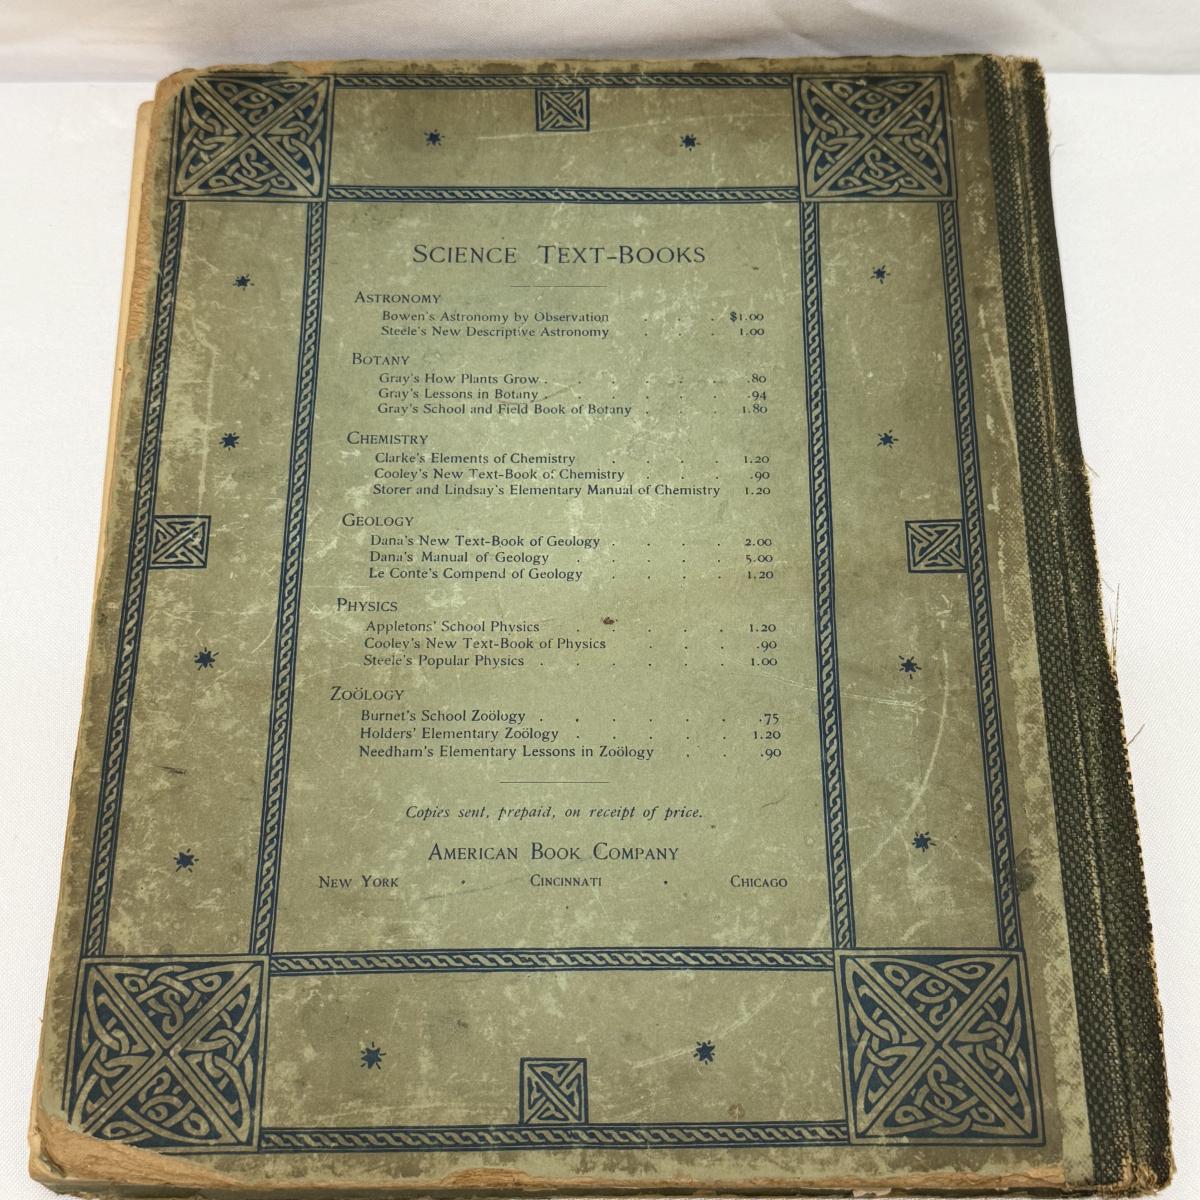 SCIENCE TEXT-BOOKS
ASTRONOMY
Bowen's Astronomy by Observation . . . $1.00
Steele's New Descriptive Astronomy . . . 1.00
BOTANY
Gray's How Plants Grow . . . . . .80
Gray's Lessons in Botany . . . . . .94
Gray's School and Field Book of Botany . . . 1.80
CHEMISTRY
Clarke's Elements of Chemistry . . . . 1.20
Cooley's New Text-Book of Chemistry . . . .90
Storer and Lindsay's Elementary Manual of Chemistry 1.20
GEOLOGY
Dana's New Text-Book of Geology . . . . 2.00
Dana's Manual of Geology . . . . . 5.00
Le Conte's Compend of Geology . . . . 1.20
PHYSICS
Appletons' School Physics . . . . . 1.20
Cooley's New Text-Book of Physics . . . .90
Steele's Popular Physics . . . . . . 1.00
ZOÖLOGY
Burnet's School Zoölogy . . . . . . .75
Holders' Elementary Zoölogy . . . . . 1.20
Needham's Elementary Lessons in Zoölogy . . .90
Copies sent, prepaid, on receipt of price.
AMERICAN BOOK COMPANY
NEW YORK · CINCINNATI · CHICAGO